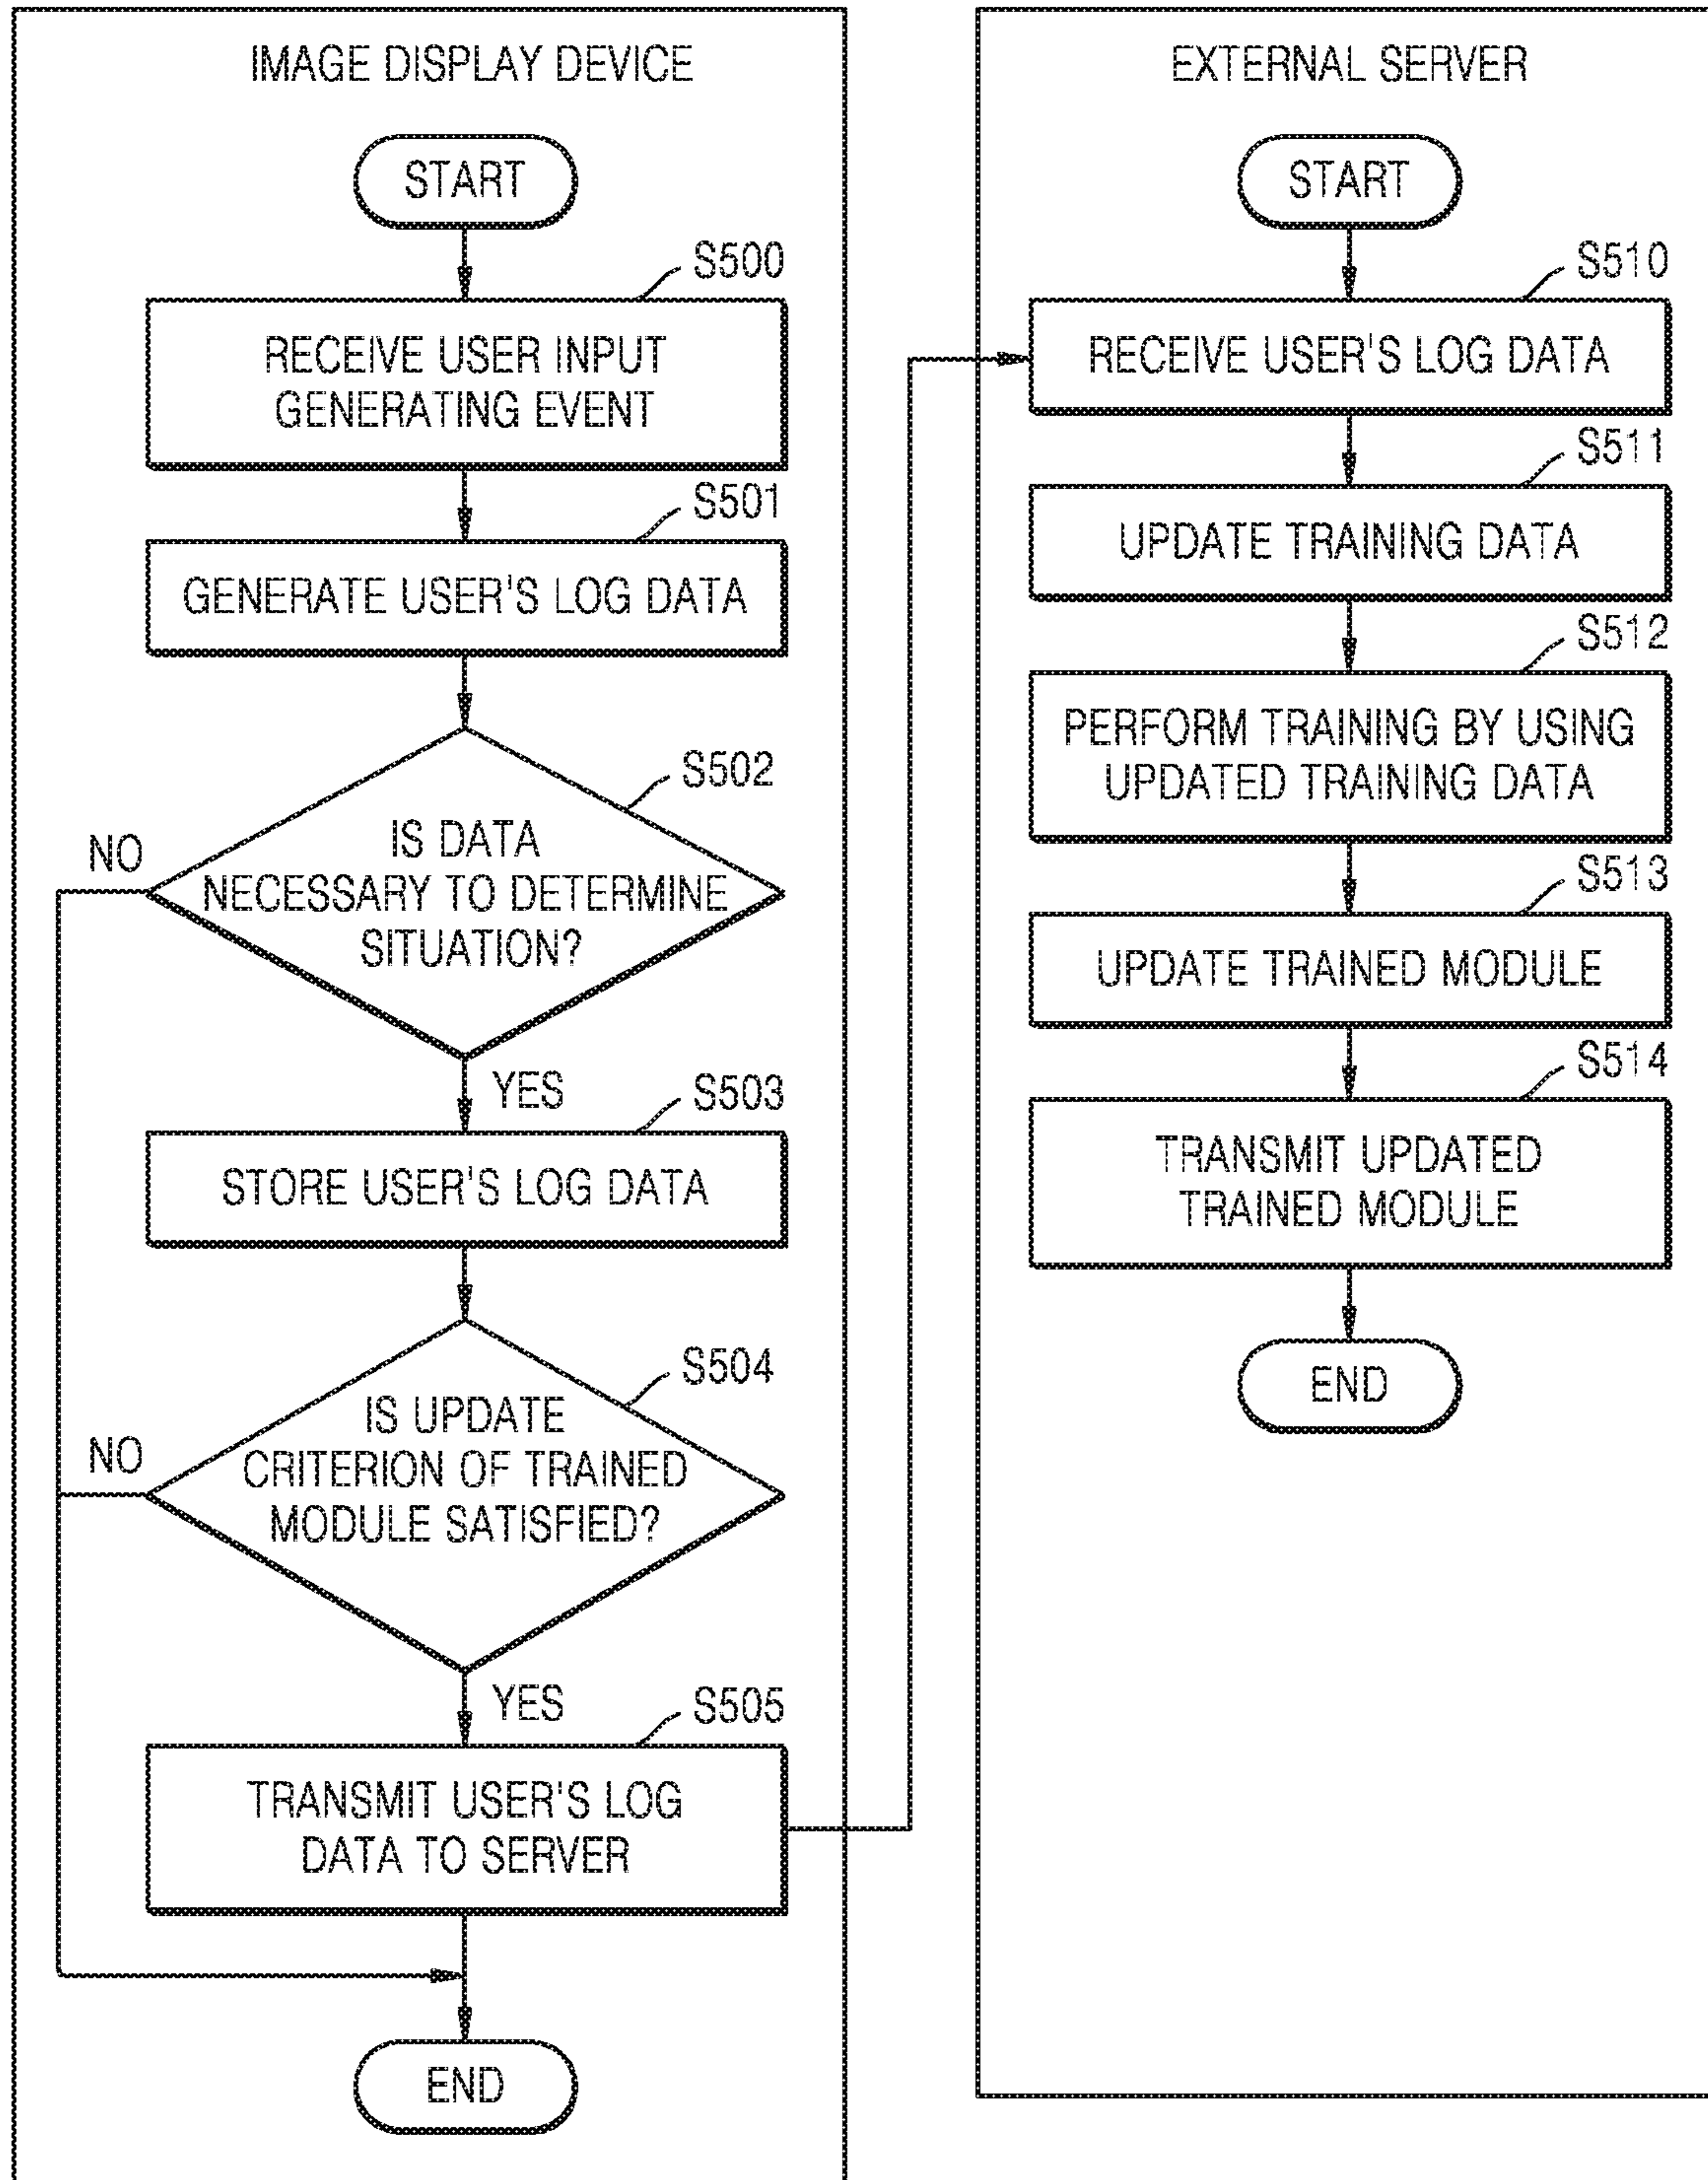 IMAGE DISPLAY DEVICE
START
S500
RECEIVE USER INPUT
GENERATING EVENT
S501
GENERATE USER'S LOG DATA
S502
IS DATA
NECESSARY TO DETERMINE
SITUATION?
NO
YES
S503
STORE USER'S LOG DATA
S504
IS UPDATE
CRITERION OF TRAINED
MODULE SATISFIED?
NO
YES
S505
TRANSMIT USER'S LOG
DATA TO SERVER
END
EXTERNAL SERVER
START
S510
RECEIVE USER'S LOG DATA
S511
UPDATE TRAINING DATA
S512
PERFORM TRAINING BY USING
UPDATED TRAINING DATA
S513
UPDATE TRAINED MODULE
S514
TRANSMIT UPDATED
TRAINED MODULE
END